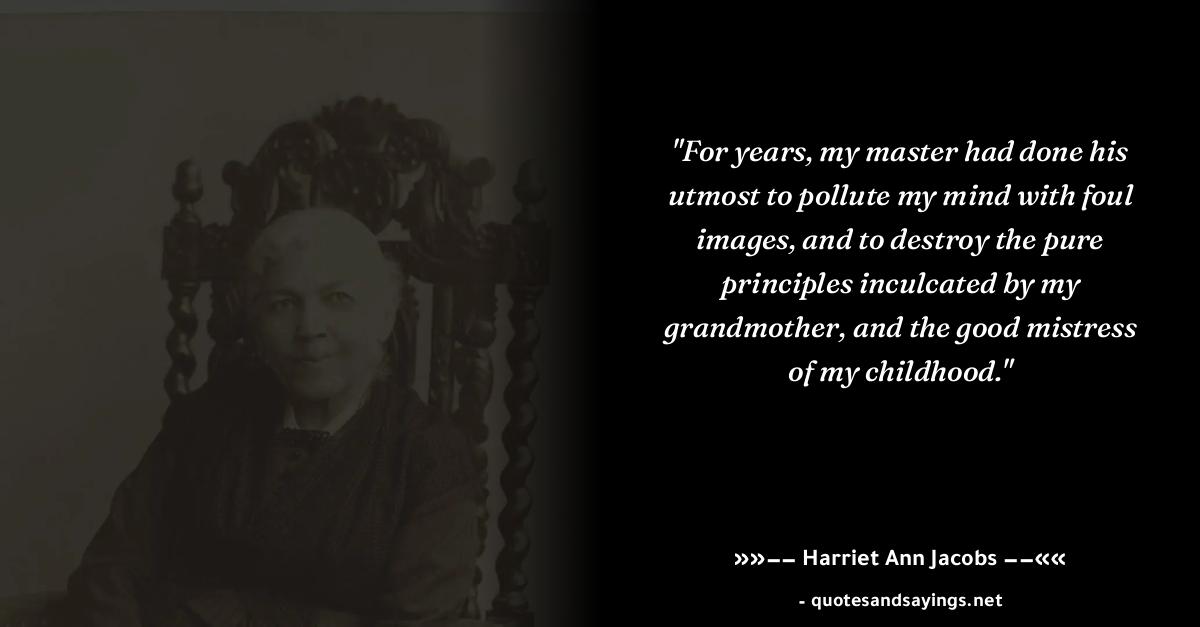 "For years, my master had done his
utmost to pollute my mind with foul
images, and to destroy the pure
principles inculcated by my
grandmother, and the good mistress
of my childhood."
»»–– Harriet Ann Jacobs ––««
- quotesandsayings.net